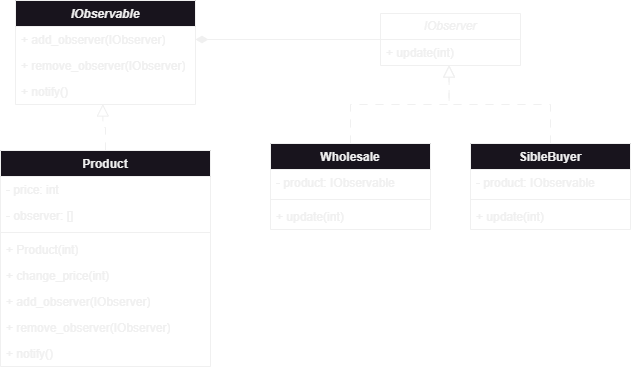 IObservable
+ add_observer(IObserver)
+ remove_observer(IObserver)
+ notify()
IObserver
+ update(int)
Product
- price: int
- observer: []
+ Product(int)
+ change_price(int)
+ add_observer(IObserver)
+ remove_observer(IObserver)
+ notify()
Wholesale
- product: IObservable
+ update(int)
SibleBuyer
- product: IObservable
+ update(int)